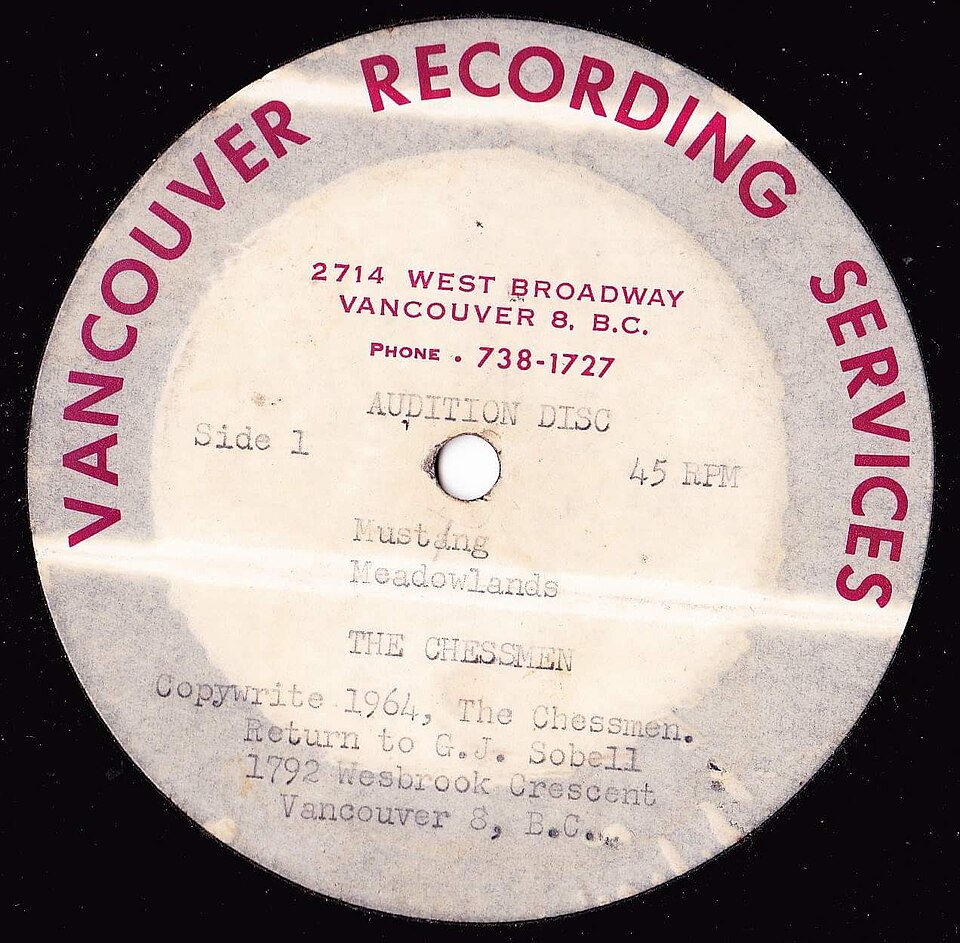 VANCOUVER RECORDING SERVICES
2714 WEST BROADWAY
VANCOUVER 8, B.C.
PHONE • 738-1727
AUDITION DISC
Side 1
45 RPM
Mustang
Meadowlands
THE CHESSMEN
Copywrite 1964, The Chessmen.
Return to G.J. Sobell
1792 Wesbrook Crescent
Vancouver 8, B.C.